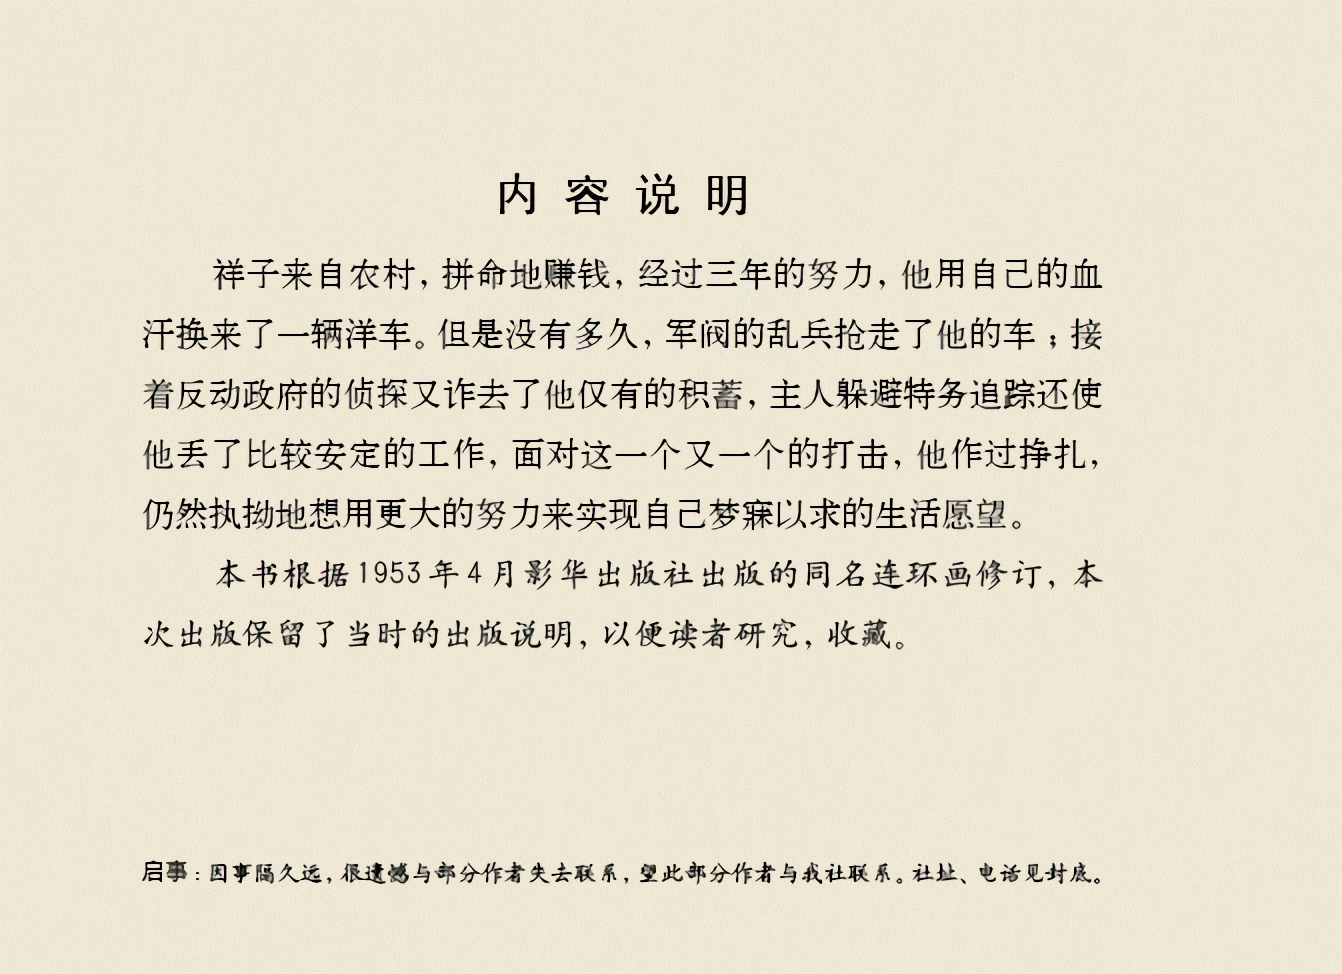 内容说明
祥子来自农村，拼命地赚钱，经过三年的努力，他用自己的血
汗换来了一辆洋车。但是没有多久，军阀的乱兵抢走了他的车；接
着反动政府的侦探又诈去了他仅有的积蓄，主人躲避特务追踪还使
他丢了比较安定的工作，面对这一个又一个的打击，他作过挣扎，
仍然执拗地想用更大的努力来实现自己梦寐以求的生活愿望。
本书根据1953年4月影华出版社出版的同名连环画修订，本
次出版保留了当时的出版说明，以便读者研究，收藏。
启事：因事隔久远，很遗憾与部分作者失去联系，望此部分作者与我社联系。社址、电话见封底。